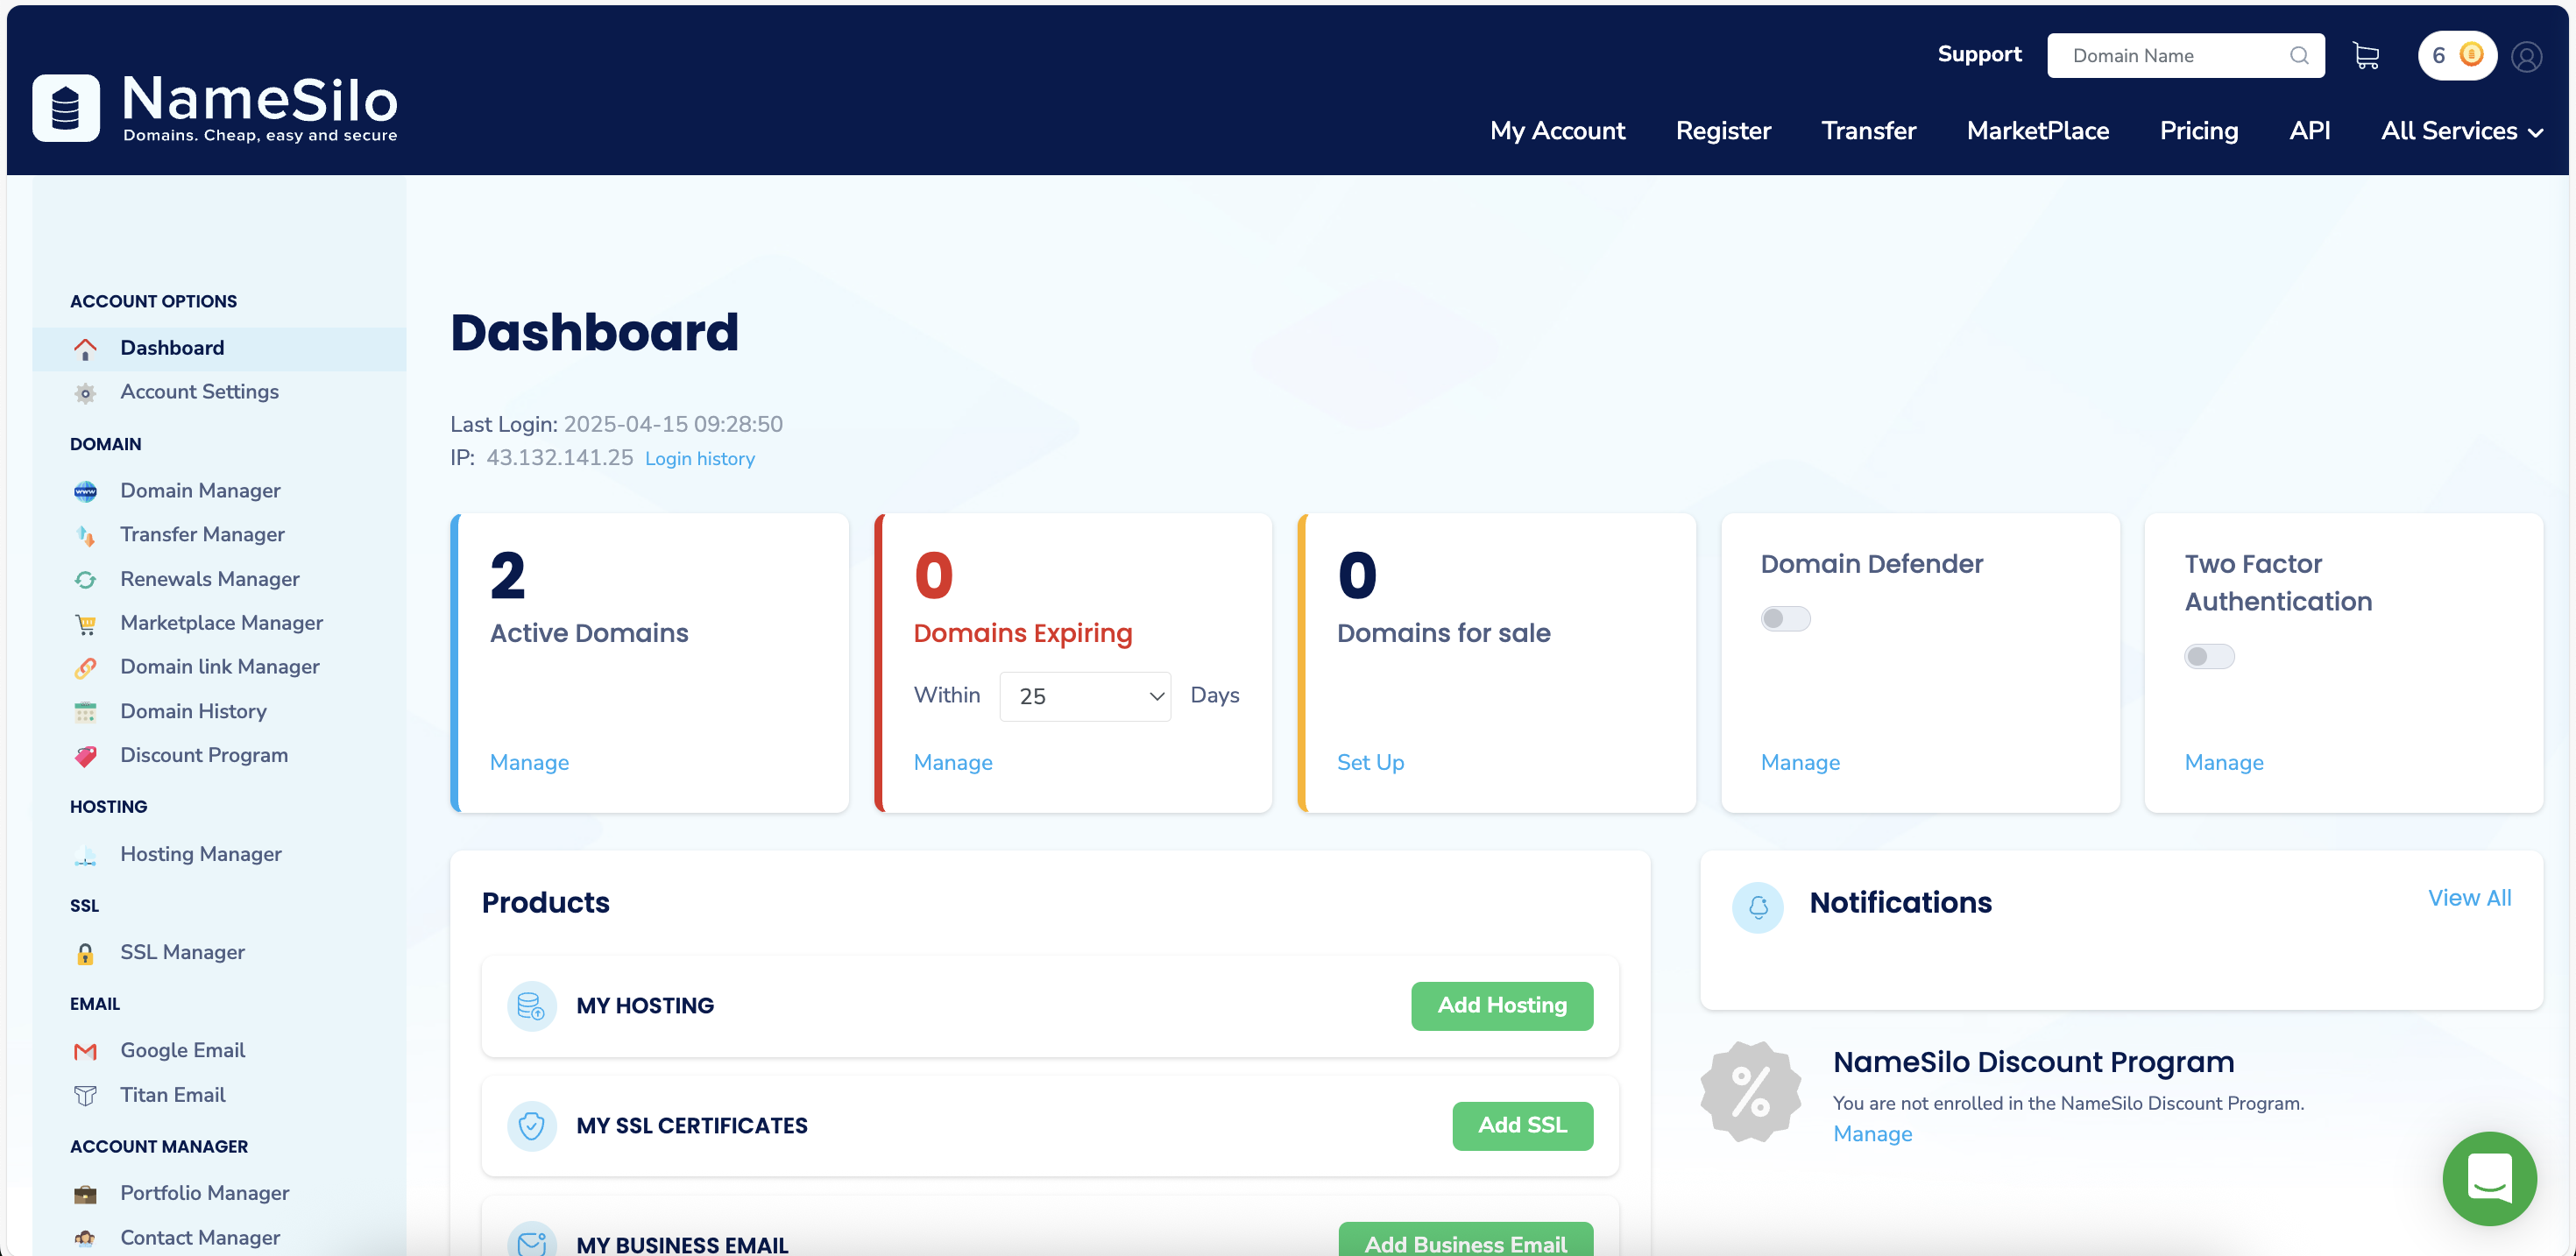 Support
Domain Name
6
NameSilo
Domains. Cheap, easy and secure
My Account
Register
Transfer
MarketPlace
Pricing
API
All Services
ACCOUNT OPTIONS
Dashboard
Account Settings
DOMAIN
www
Domain Manager
Transfer Manager
Renewals Manager
Marketplace Manager
Domain link Manager
Domain History
Discount Program
HOSTING
Hosting Manager
SSL
SSL Manager
EMAIL
Google Email
Titan Email
ACCOUNT MANAGER
Portfolio Manager
Contact Manager
Dashboard
Last Login: 2025-04-15 09:28:50
IP: 43.132.141.25 Login history
2
Active Domains
Manage
0
Domains Expiring
Within 25 Days
Manage
0
Domains for sale
Set Up
Domain Defender
Manage
Two Factor
Authentication
Manage
Products
MY HOSTING
Add Hosting
MY SSL CERTIFICATES
Add SSL
MY BUSINESS EMAIL
Add Business Email
Notifications
View All
%
NameSilo Discount Program
You are not enrolled in the NameSilo Discount Program.
Manage